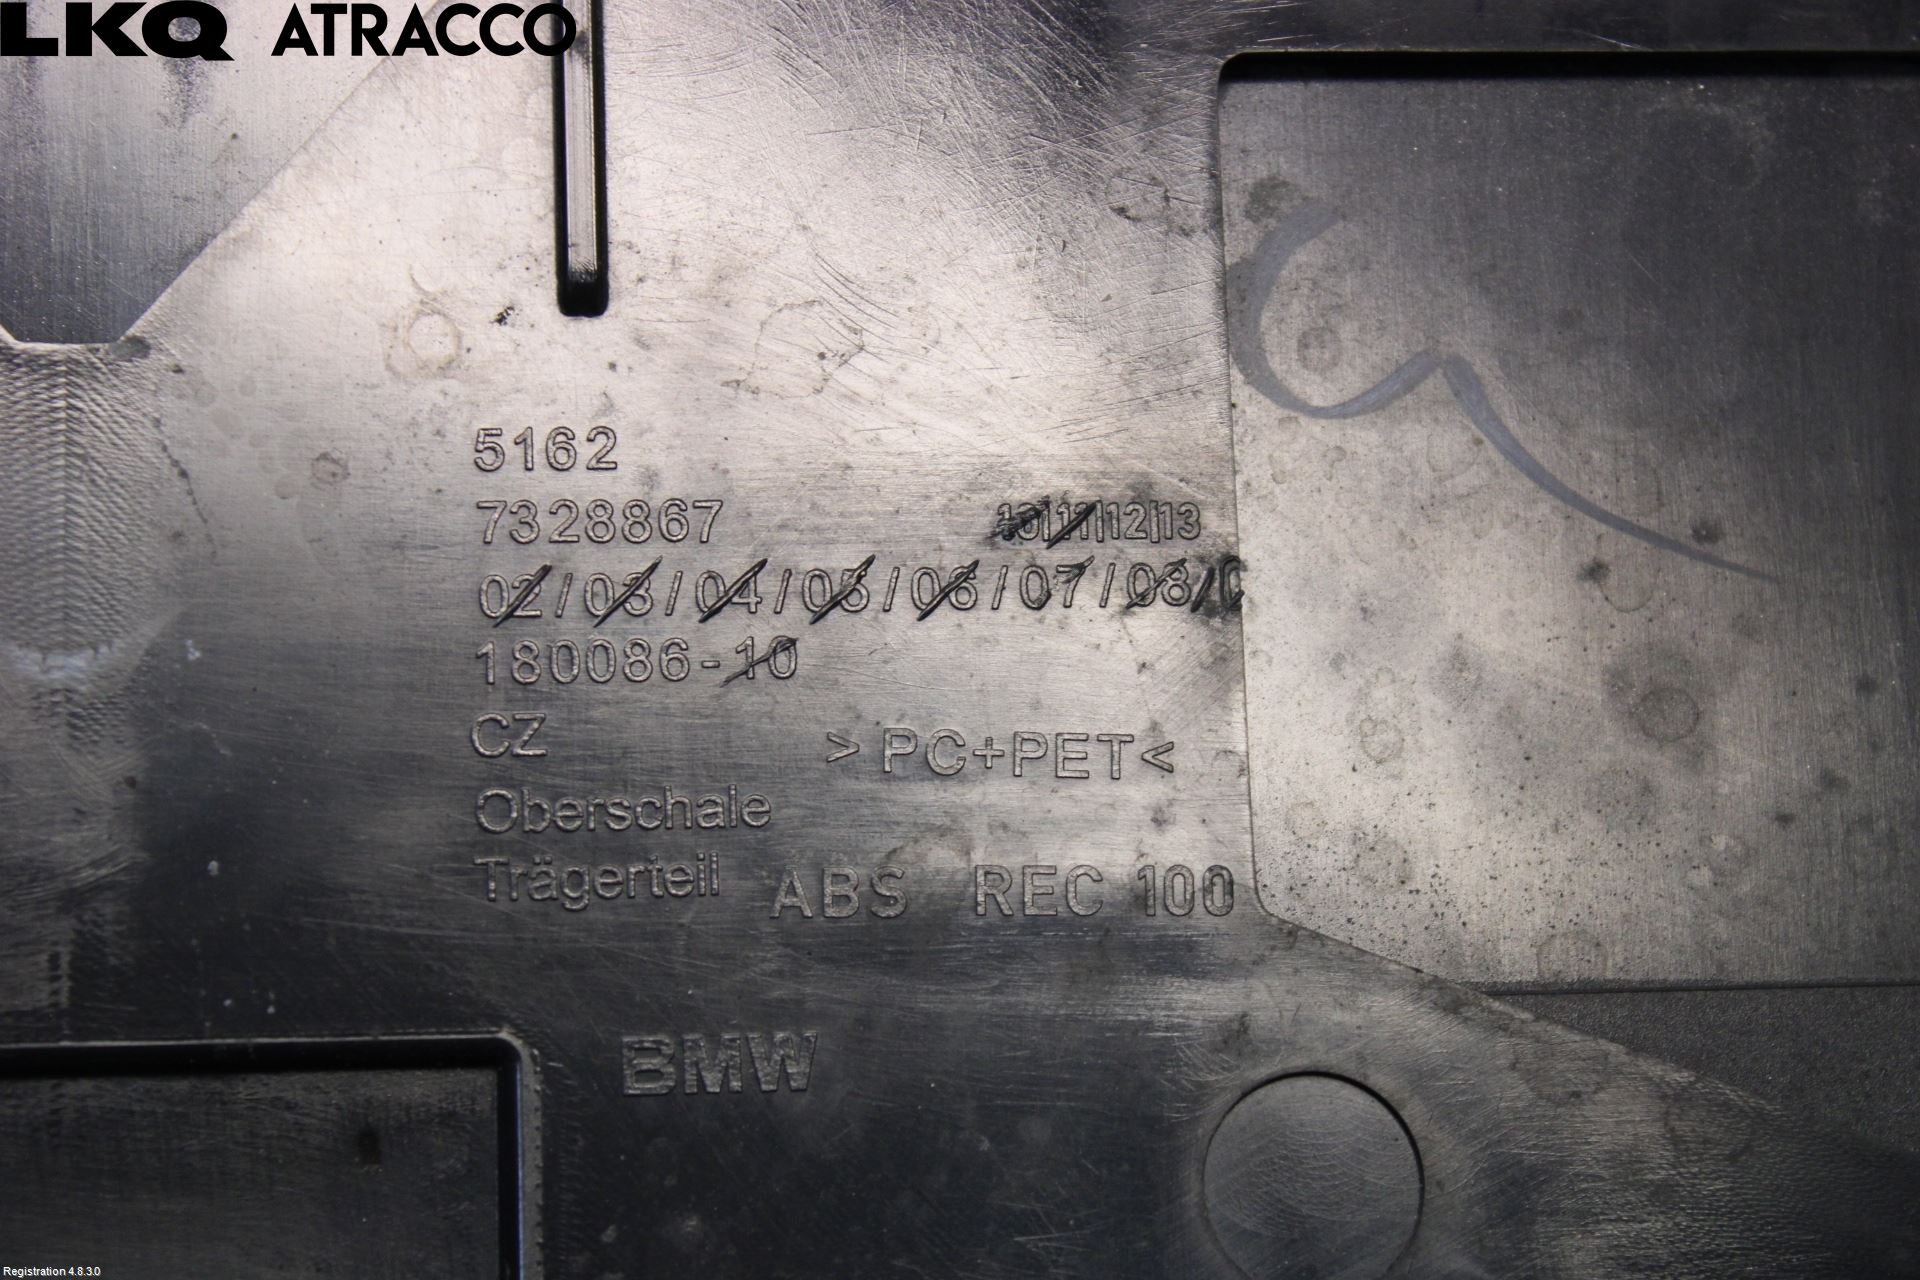 LKQ ATRACCO
5162
7328867 10|11|12|13
02/03/04/05/06/07/08/0
180086-10
CZ >PC+PET<
Oberschale
Trägerteil ABS REC 100
BMW
Registration 4.8.3.0